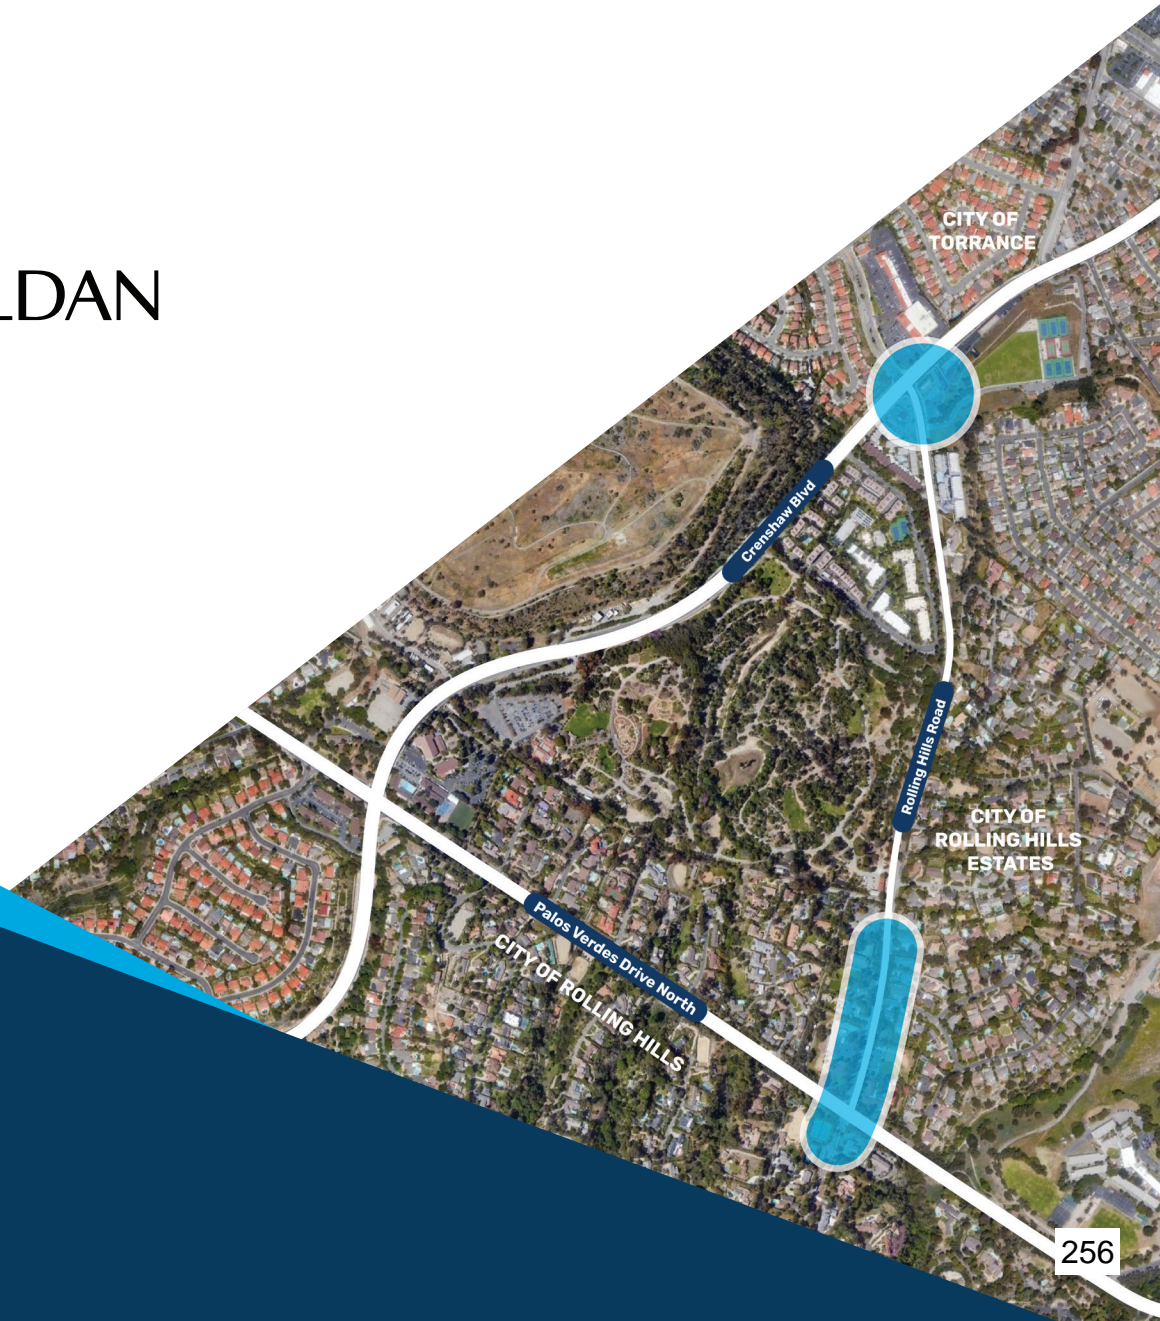 LDAN
CITY OF
TORRANCE
Crenshaw Blvd
Rolling Hills Road
CITY OF
ROLLING HILLS
ESTATES
Palos Verdes Drive North
CITY OF ROLLING HILLS
256